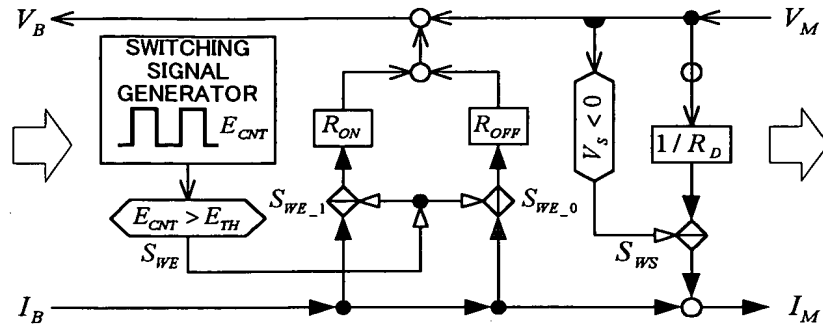 V_B
V_M
SWITCHING
SIGNAL
GENERATOR
E_CNT
R_ON
R_OFF
V_S < 0
1 / R_D
E_CNT > E_TH
S_WE_1
S_WE_0
S_WE
S_WS
I_B
I_M